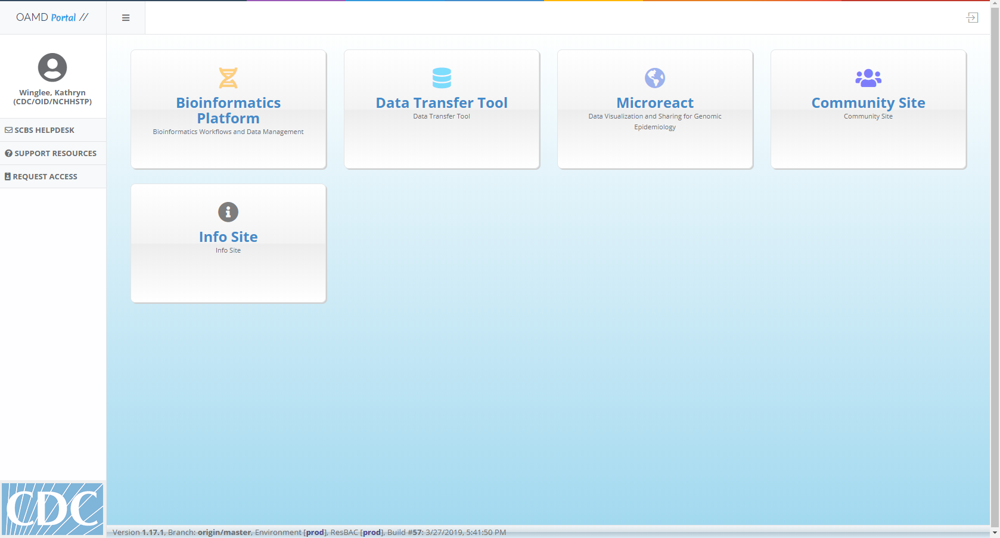 OAMD Portal //
Winglee, Kathryn
(CDC/OID/NCHHSTP)
SCBS HELPDESK
SUPPORT RESOURCES
REQUEST ACCESS
Bioinformatics
Platform
Bioinformatics Workflows and Data Management
Data Transfer Tool
Data Transfer Tool
Microreact
Data Visualization and Sharing for Genomic
Epidemiology
Community Site
Community Site
Info Site
Info Site
CDC
Version 1.17.1, Branch: origin/master, Environment [prod], ResBAC [prod], Build #57: 3/27/2019, 5:41:50 PM